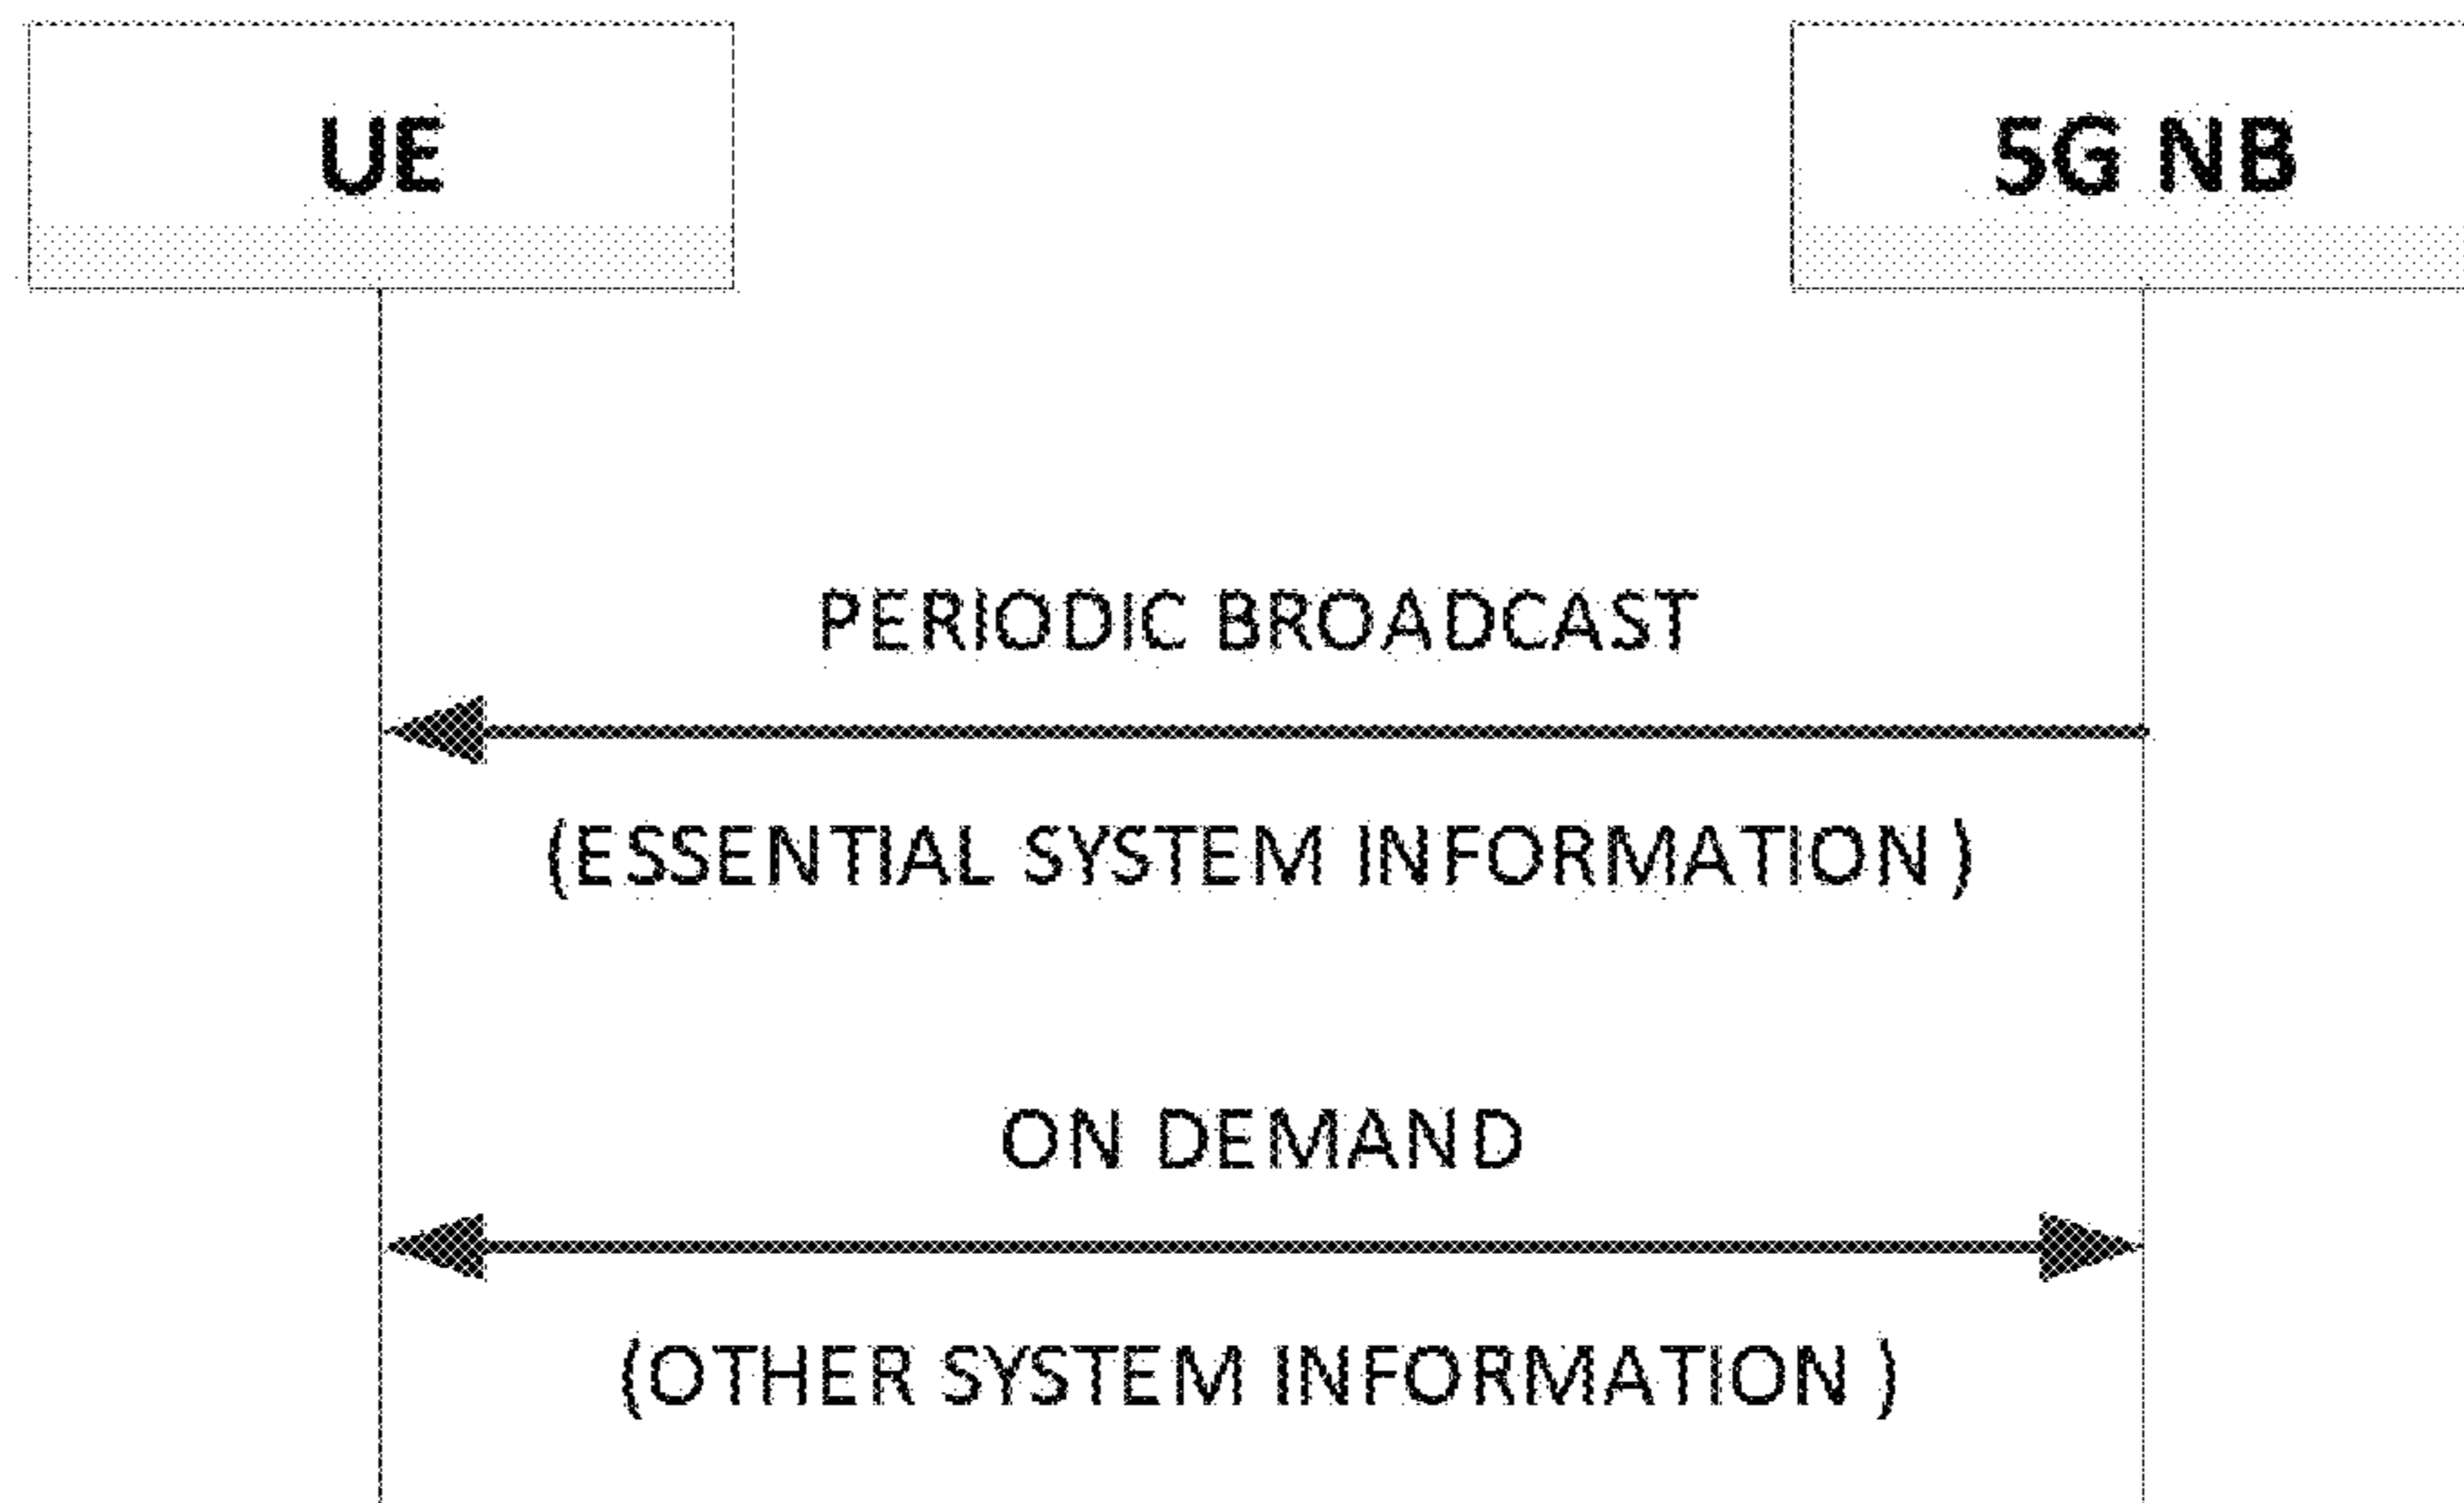 UE
5G NB
PERIODIC BROADCAST
(ESSENTIAL SYSTEM INFORMATION )
ON DEMAND
(OTHER SYSTEM INFORMATION )